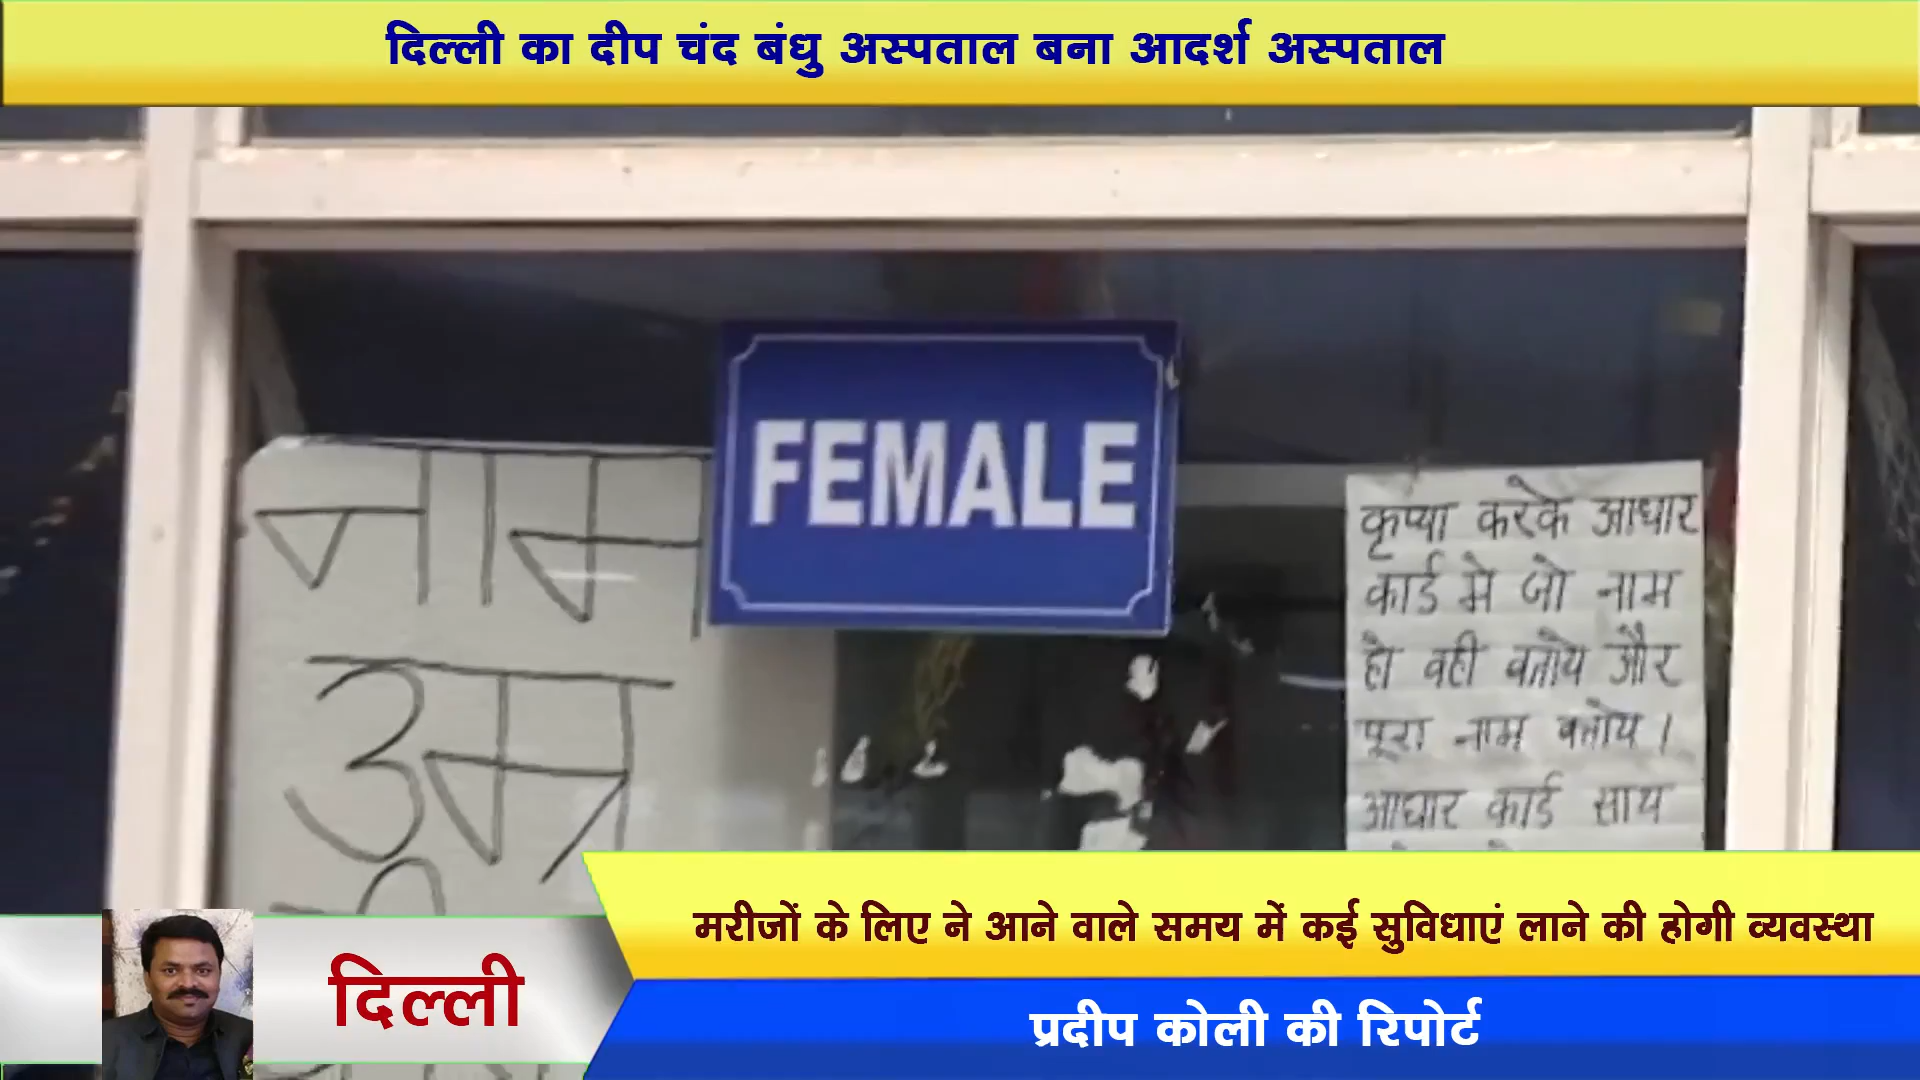 दिल्ली का दीप चंद बंधु अस्पताल बना आदर्श अस्पताल
FEMALE
नाम
उम्र
कृप्या करके आधार
कार्ड मे जो नाम
है वही बताये और
पूरा नाम बताये ।
आधार कार्ड साथ
मरीजों के लिए ने आने वाले समय में कई सुविधाएं लाने की होगी व्यवस्था
दिल्ली
प्रदीप कोली की रिपोर्ट